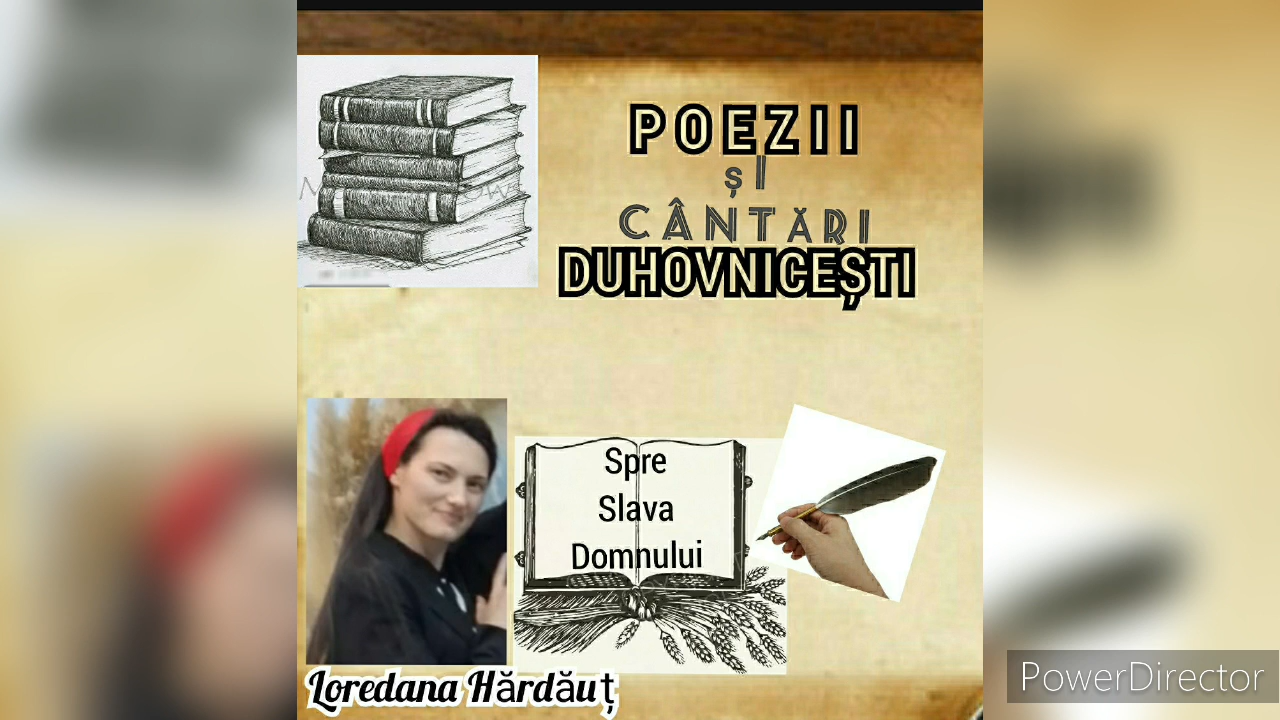 POEZII
șI
CÂNTĂRI
DUHOVNICEȘTI
Spre
Slava
Domnului
Loredana Hărdăuț
PowerDirector